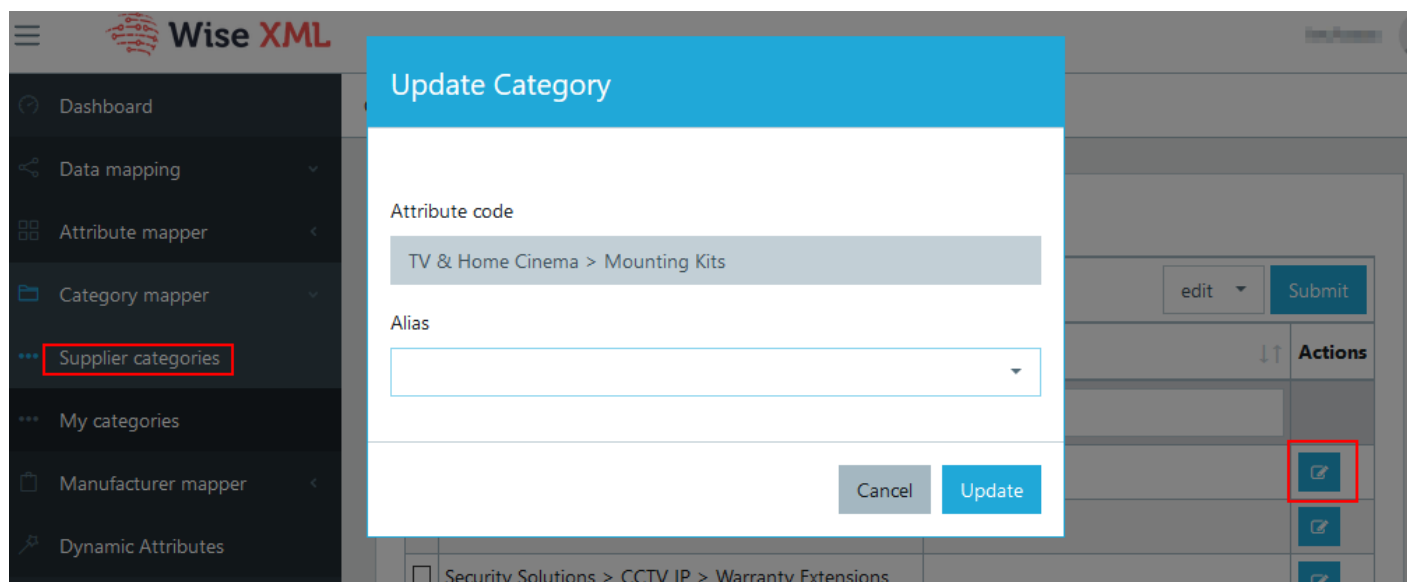 Wise XML
Update Category
Dashboard
Data mapping
Attribute code
Attribute mapper
TV & Home Cinema > Mounting Kits
Category mapper
edit
Submit
Alias
Supplier categories
Actions
My categories
Manufacturer mapper
Cancel
Update
Dynamic Attributes
Security Solutions > CCTV IP > Warranty Extensions